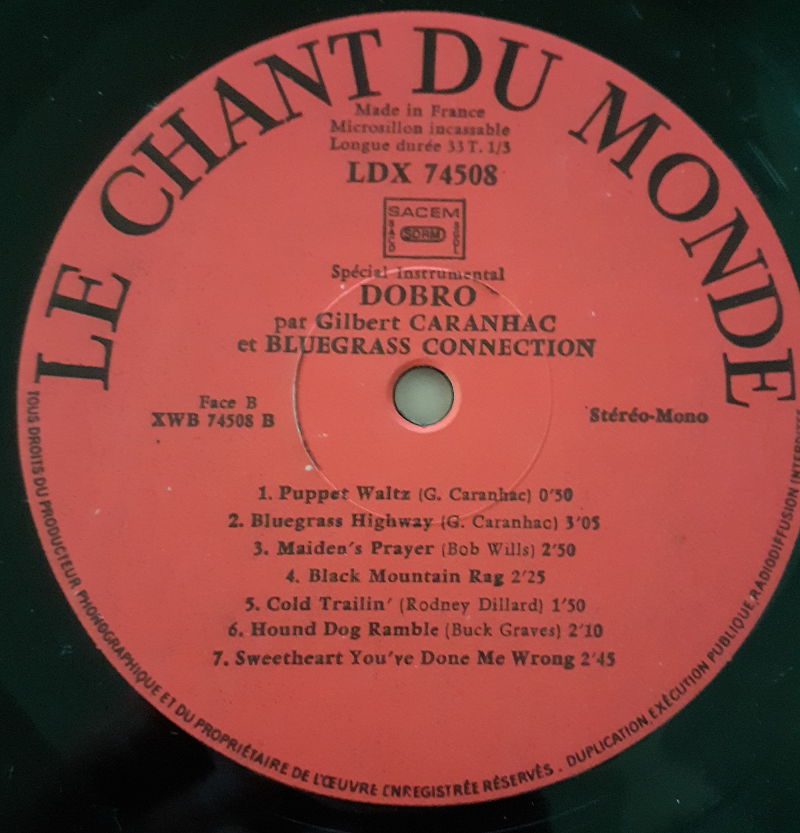 LE CHANT DU MONDE
Made in France
Microsillon incassable
Longue durée 33 T. 1/3
LDX 74508
SACEM
SACD SDRM SGDL
Spécial Instrumental
DOBRO
par Gilbert CARANHAC
et BLUEGRASS CONNECTION
Face B
XWB 74508 B
Stéréo-Mono
1. Puppet Waltz (G. Caranhac) 0'50
2. Bluegrass Highway (G. Caranhac) 3'05
3. Maiden's Prayer (Bob Wills) 2'50
4. Black Mountain Rag 2'25
5. Cold Trailin' (Rodney Dillard) 1'50
6. Hound Dog Ramble (Buck Graves) 2'10
7. Sweetheart You've Done Me Wrong 2'45
TOUS DROITS DU PRODUCTEUR PHONOGRAPHIQUE ET DU PROPRIÉTAIRE DE L'ŒUVRE ENREGISTRÉE RÉSERVÉS. DUPLICATION, EXÉCUTION PUBLIQUE, RADIODIFFUSION INTERDITES